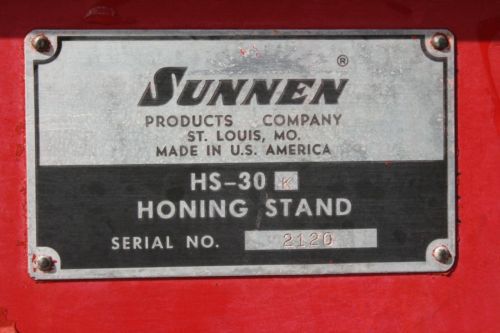 SUNNEN®
PRODUCTS COMPANY
ST. LOUIS, MO.
MADE IN U.S. AMERICA
HS-30 K
HONING STAND
SERIAL NO. 2120